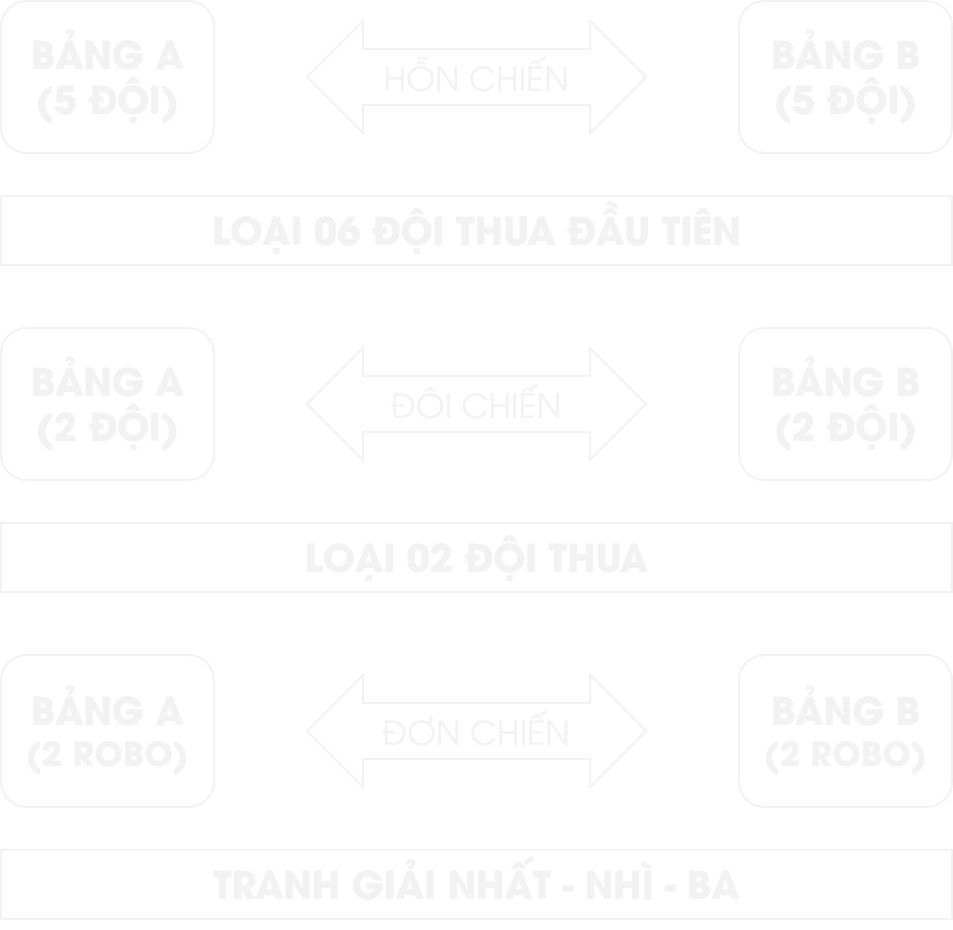 BẢNG A
(5 ĐỘI)
HỖN CHIẾN
BẢNG B
(5 ĐỘI)
LOẠI 06 ĐỘI THUA ĐẦU TIÊN
BẢNG A
(2 ĐỘI)
ĐÔI CHIẾN
BẢNG B
(2 ĐỘI)
LOẠI 02 ĐỘI THUA
BẢNG A
(2 ROBO)
ĐƠN CHIẾN
BẢNG B
(2 ROBO)
TRANH GIẢI NHẤT - NHÌ - BA